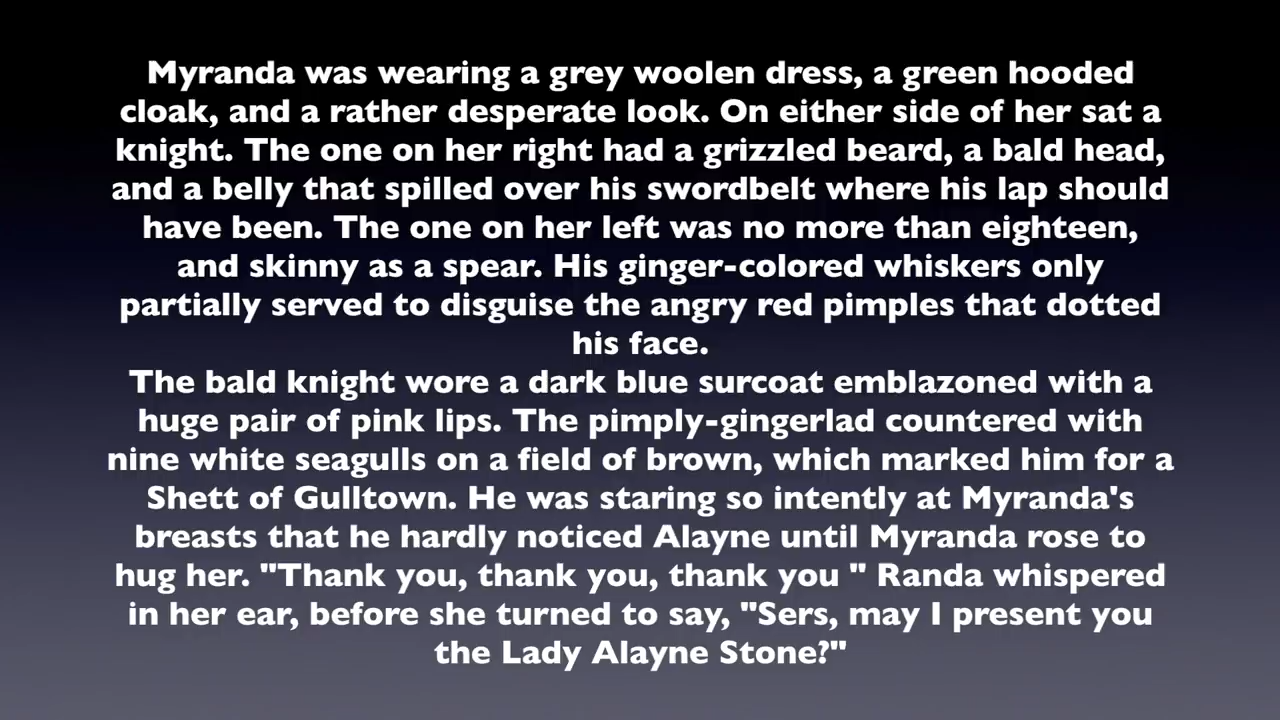 Myranda was wearing a grey woolen dress, a green hooded
cloak, and a rather desperate look. On either side of her sat a
knight. The one on her right had a grizzled beard, a bald head,
and a belly that spilled over his swordbelt where his lap should
have been. The one on her left was no more than eighteen,
and skinny as a spear. His ginger-colored whiskers only
partially served to disguise the angry red pimples that dotted
his face.
The bald knight wore a dark blue surcoat emblazoned with a
huge pair of pink lips. The pimply-gingerlad countered with
nine white seagulls on a field of brown, which marked him for a
Shett of Gulltown. He was staring so intently at Myranda's
breasts that he hardly noticed Alayne until Myranda rose to
hug her. "Thank you, thank you, thank you " Randa whispered
in her ear, before she turned to say, "Sers, may I present you
the Lady Alayne Stone?"